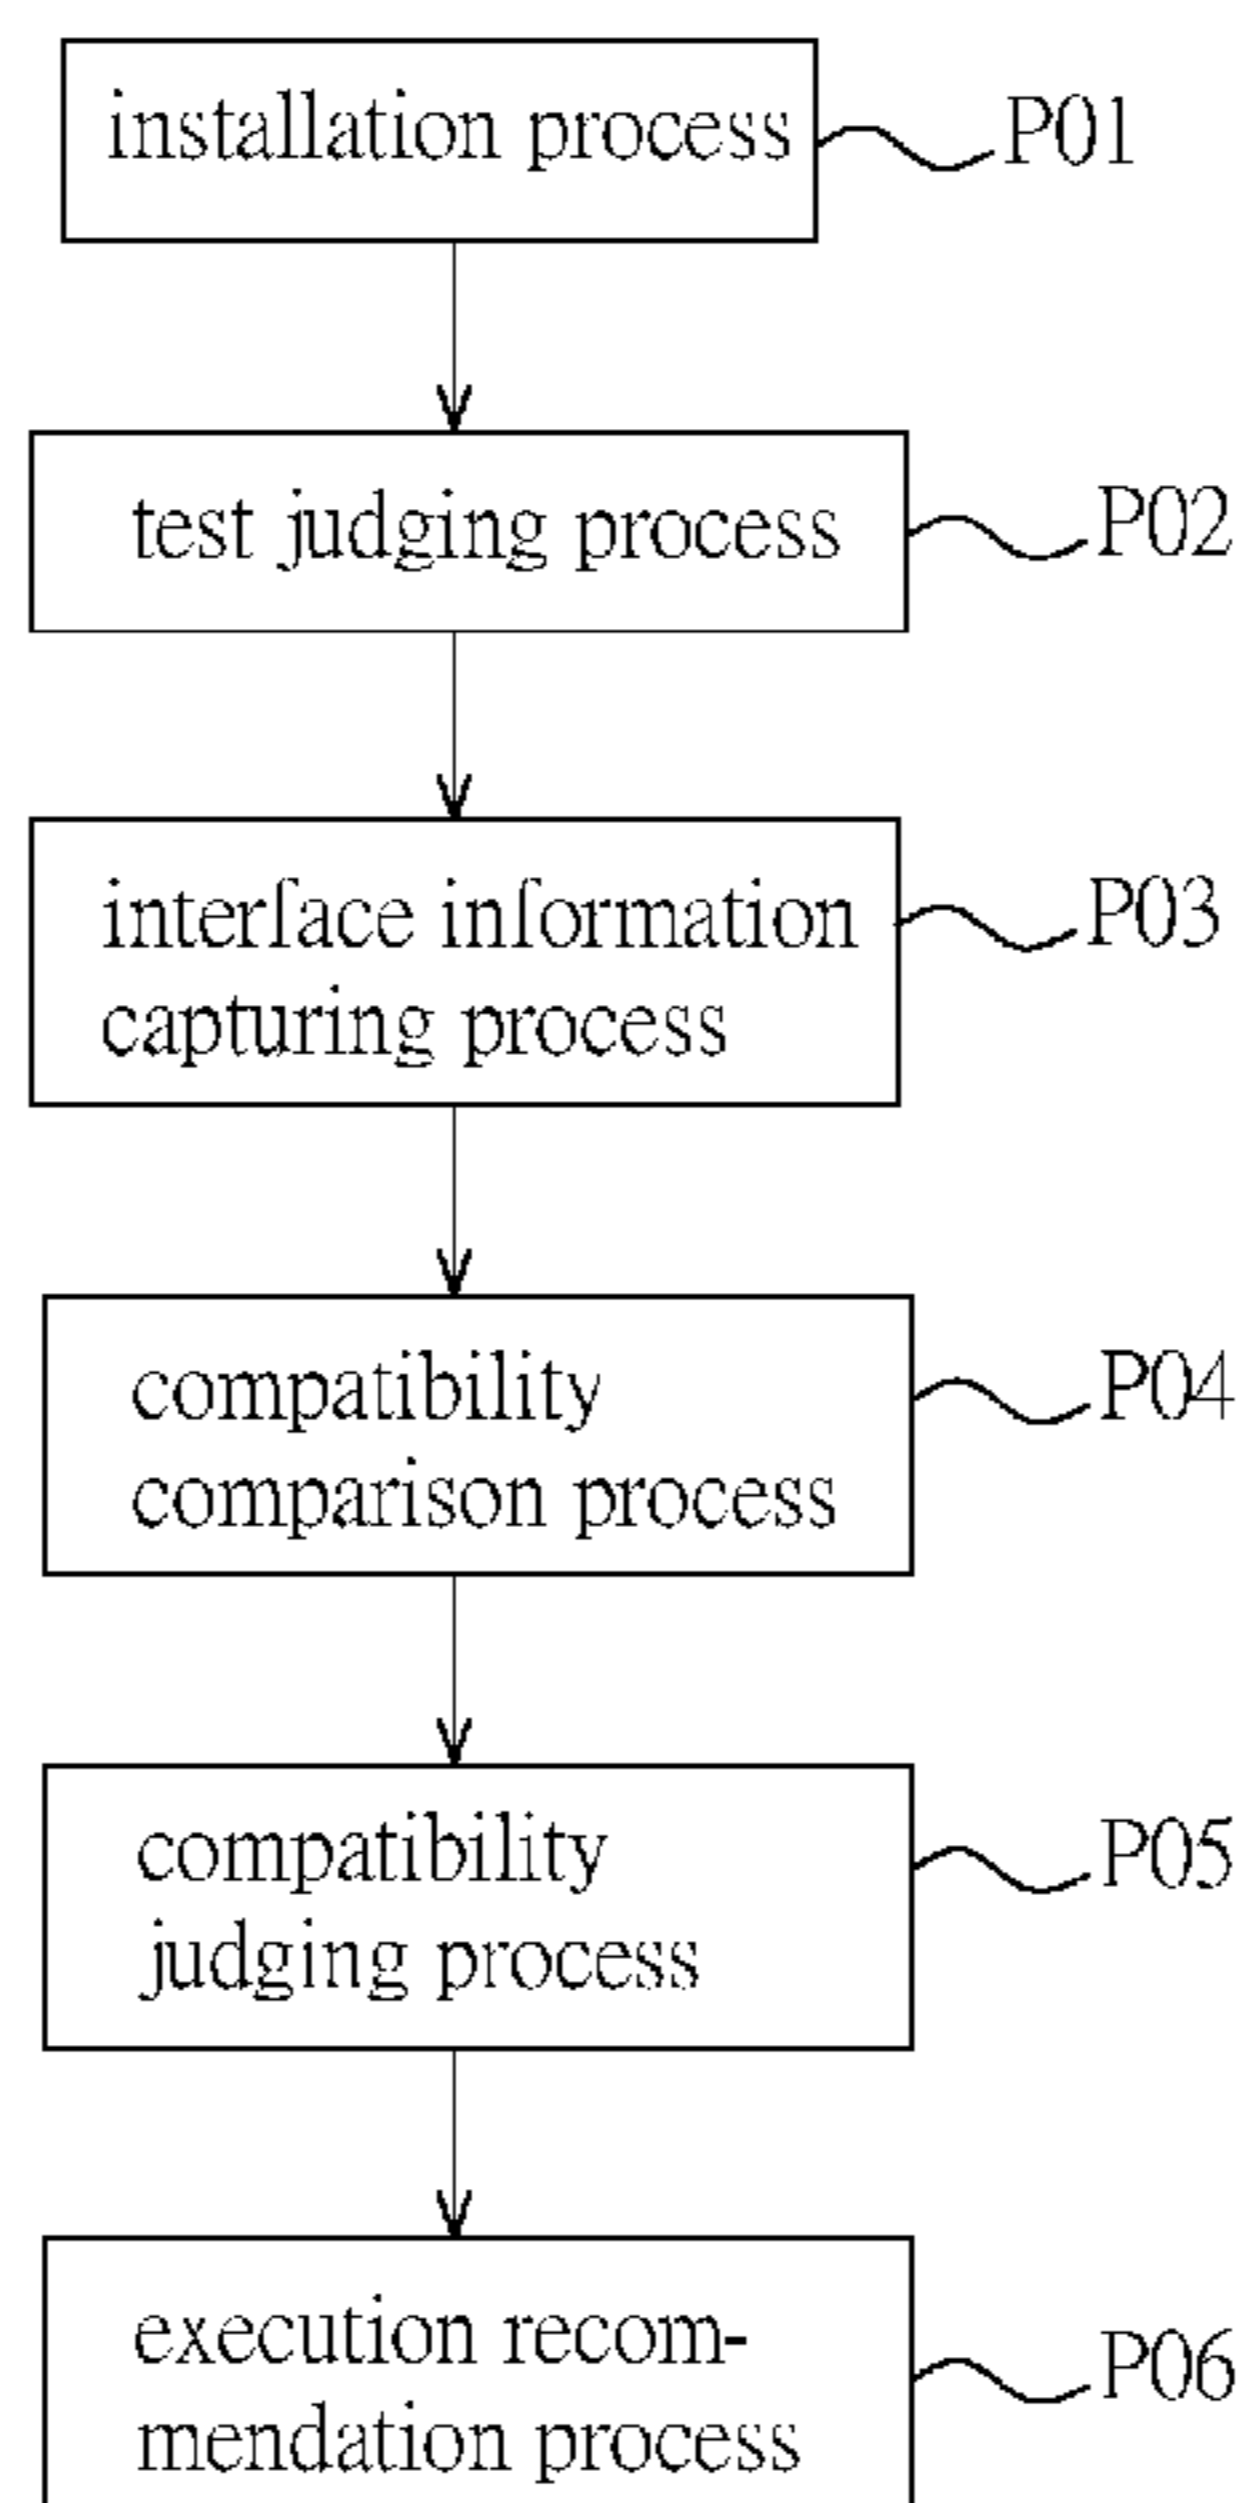 installation process
P01
test judging process
P02
interface information
capturing process
P03
compatibility
comparison process
P04
compatibility
judging process
P05
execution recom-
mendation process
P06